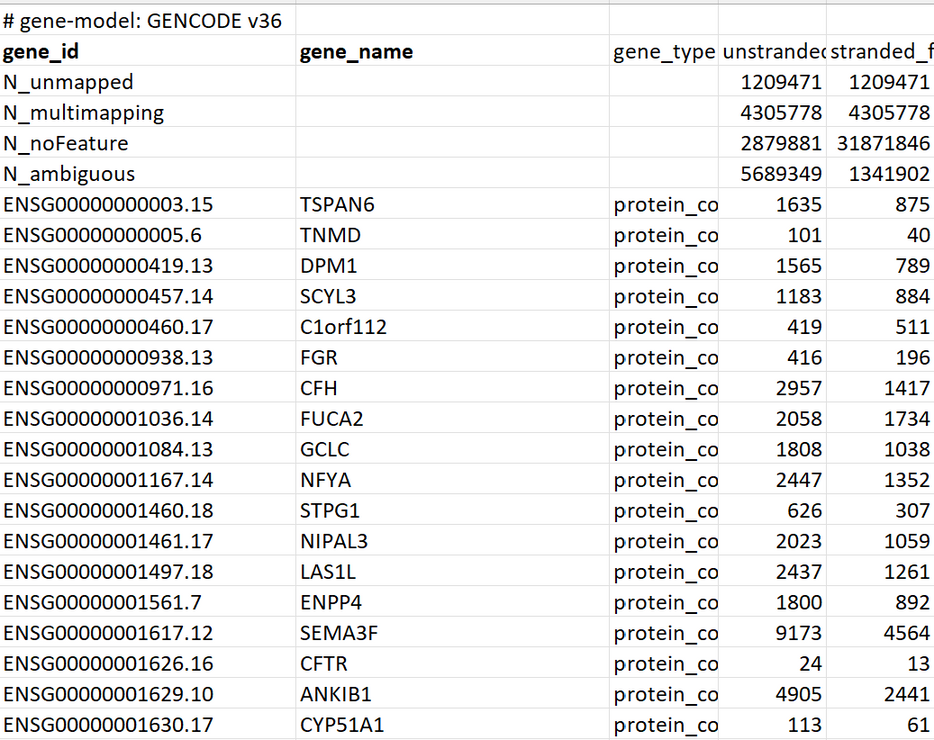 # gene-model: GENCODE v36
gene_id gene_name gene_type unstranded stranded_f
N_unmapped 1209471 1209471
N_multimapping 4305778 4305778
N_noFeature 2879881 31871846
N_ambiguous 5689349 1341902
ENSG00000000003.15 TSPAN6 protein_co 1635 875
ENSG00000000005.6 TNMD protein_co 101 40
ENSG00000000419.13 DPM1 protein_co 1565 789
ENSG00000000457.14 SCYL3 protein_co 1183 884
ENSG00000000460.17 C1orf112 protein_co 419 511
ENSG00000000938.13 FGR protein_co 416 196
ENSG00000000971.16 CFH protein_co 2957 1417
ENSG00000001036.14 FUCA2 protein_co 2058 1734
ENSG00000001084.13 GCLC protein_co 1808 1038
ENSG00000001167.14 NFYA protein_co 2447 1352
ENSG00000001460.18 STPG1 protein_co 626 307
ENSG00000001461.17 NIPAL3 protein_co 2023 1059
ENSG00000001497.18 LAS1L protein_co 2437 1261
ENSG00000001561.7 ENPP4 protein_co 1800 892
ENSG00000001617.12 SEMA3F protein_co 9173 4564
ENSG00000001626.16 CFTR protein_co 24 13
ENSG00000001629.10 ANKIB1 protein_co 4905 2441
ENSG00000001630.17 CYP51A1 protein_co 113 61